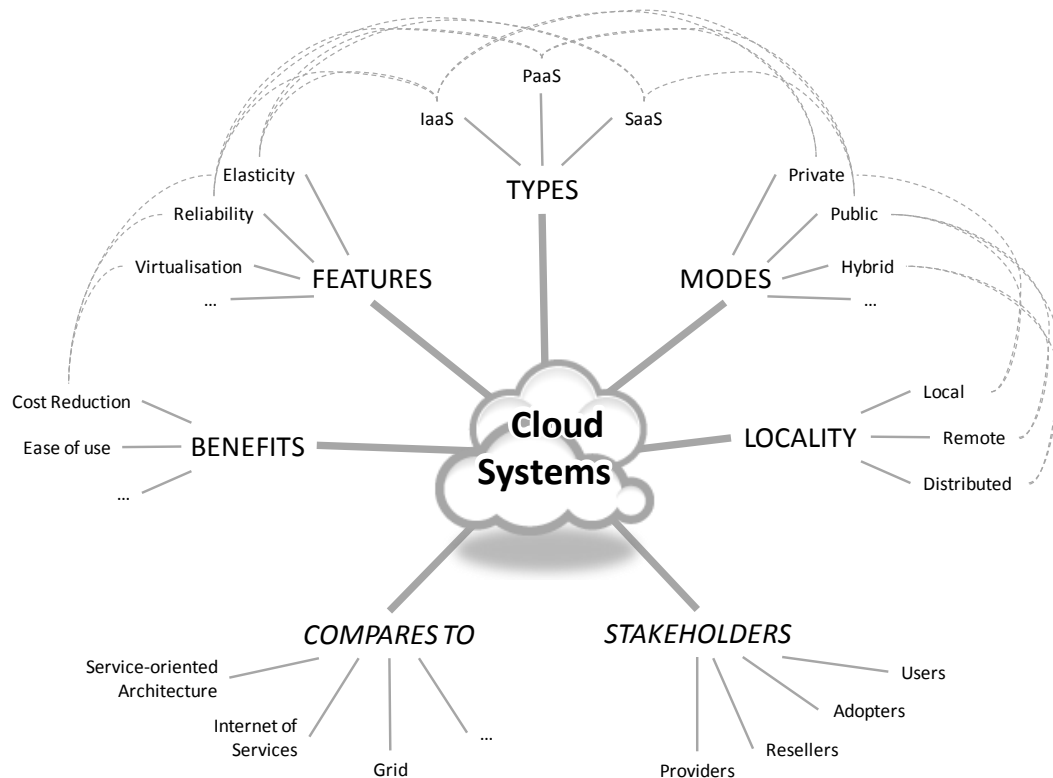 PaaS
IaaS
SaaS
TYPES
Elasticity
Reliability
Virtualisation
...
FEATURES
Private
Public
Hybrid
...
MODES
Cost Reduction
Ease of use
...
BENEFITS
Cloud
Systems
LOCALITY
Local
Remote
Distributed
COMPARES TO
Service-oriented
Architecture
Internet of
Services
Grid
...
STAKEHOLDERS
Users
Adopters
Resellers
Providers